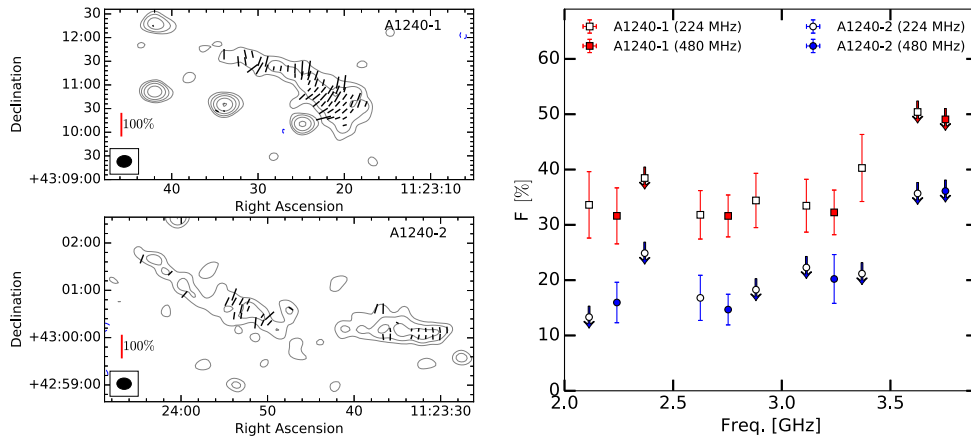 A1240-1
30
12:00
30
11:00
30
10:00
30
+43:09:00
Declination
100%
40
30
20
11:23:10
Right Ascension
A1240-2
02:00
01:00
+43:00:00
+42:59:00
Declination
100%
24:00
50
40
11:23:30
Right Ascension
A1240-1 (224 MHz)
A1240-1 (480 MHz)
A1240-2 (224 MHz)
A1240-2 (480 MHz)
60
50
40
30
20
10
0
F [%]
2.0
2.5
3.0
3.5
Freq. [GHz]